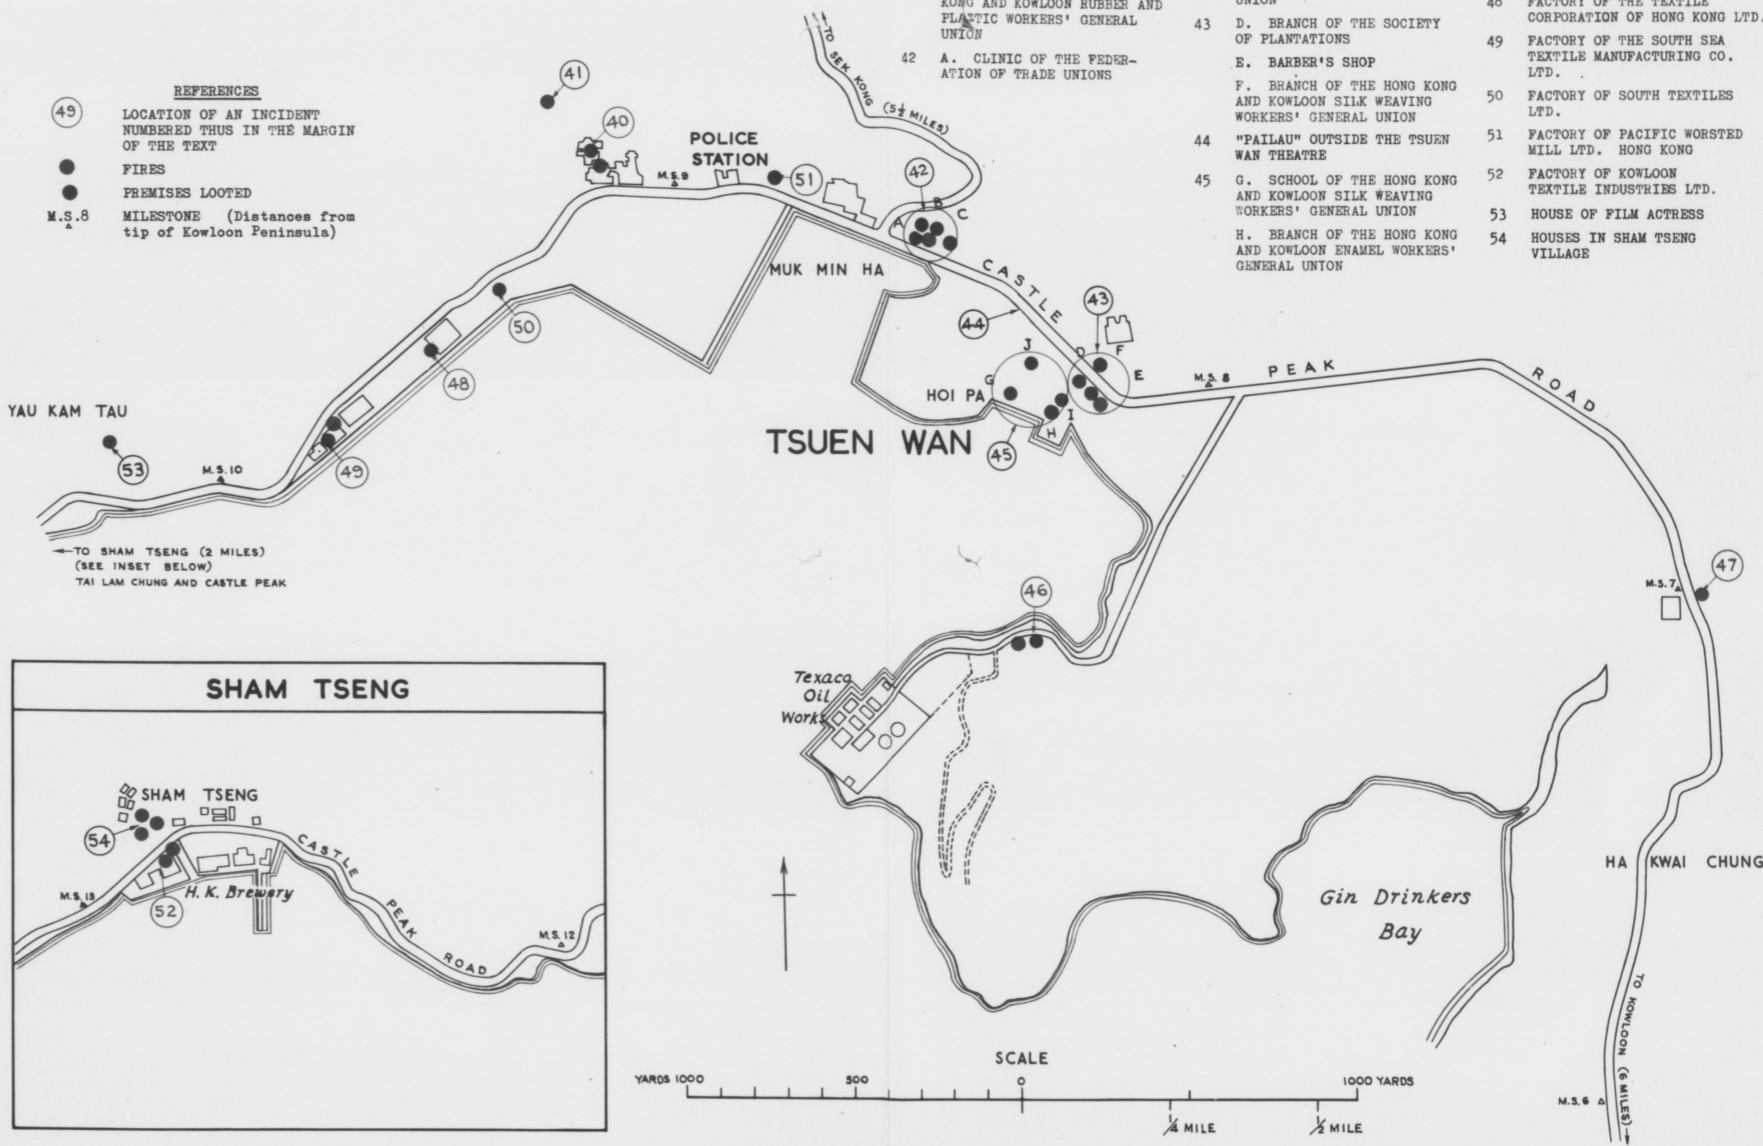 KONG AND KOWLOON RUBBER AND
PLASTIC WORKERS' GENERAL
UNION
42 A. CLINIC OF THE FEDER-
ATION OF TRADE UNIONS
UNION
43 D. BRANCH OF THE SOCIETY
OF PLANTATIONS
E. BARBER'S SHOP
F. BRANCH OF THE HONG KONG
AND KOWLOON SILK WEAVING
WORKERS' GENERAL UNION
44 "PAILAU" OUTSIDE THE TSUEN
WAN THEATRE
45 G. SCHOOL OF THE HONG KONG
AND KOWLOON SILK WEAVING
WORKERS' GENERAL UNION
H. BRANCH OF THE HONG KONG
AND KOWLOON ENAMEL WORKERS'
GENERAL UNION
48 FACTORY OF THE TEXTILE
CORPORATION OF HONG KONG LTD.
49 FACTORY OF THE SOUTH SEA
TEXTILE MANUFACTURING CO.
LTD.
50 FACTORY OF SOUTH TEXTILES
LTD.
51 FACTORY OF PACIFIC WORSTED
MILL LTD. HONG KONG
52 FACTORY OF KOWLOON
TEXTILE INDUSTRIES LTD.
53 HOUSE OF FILM ACTRESS
54 HOUSES IN SHAM TSENG
VILLAGE
REFERENCES
49 LOCATION OF AN INCIDENT
NUMBERED THUS IN THE MARGIN
OF THE TEXT
FIRES
PREMISES LOOTED
M.S.8 MILESTONE (Distances from
tip of Kowloon Peninsula)
TO SEK KONG (5½ MILES)
41
40
POLICE
STATION
M.S.9
51
42
A B C
MUK MIN HA
CASTLE
50
44
43
48
J
D F
E
G
HOI PA
M.S. 8
PEAK
ROAD
YAU KAM TAU
53
M.S.10
49
TSUEN WAN
H I
45
TO SHAM TSENG (2 MILES)
(SEE INSET BELOW)
TAI LAM CHUNG AND CASTLE PEAK
46
M.S.7
47
Texaco
Oil
Works
HA KWAI CHUNG
Gin Drinkers
Bay
TO KOWLOON (6 MILES)
M.S.6
SHAM TSENG
SHAM TSENG
54
CASTLE
M.S.13
H.K. Brewery
52
PEAK
ROAD
M.S.12
SCALE
YARDS 1000 500 0 1000 YARDS
¼ MILE ½ MILE